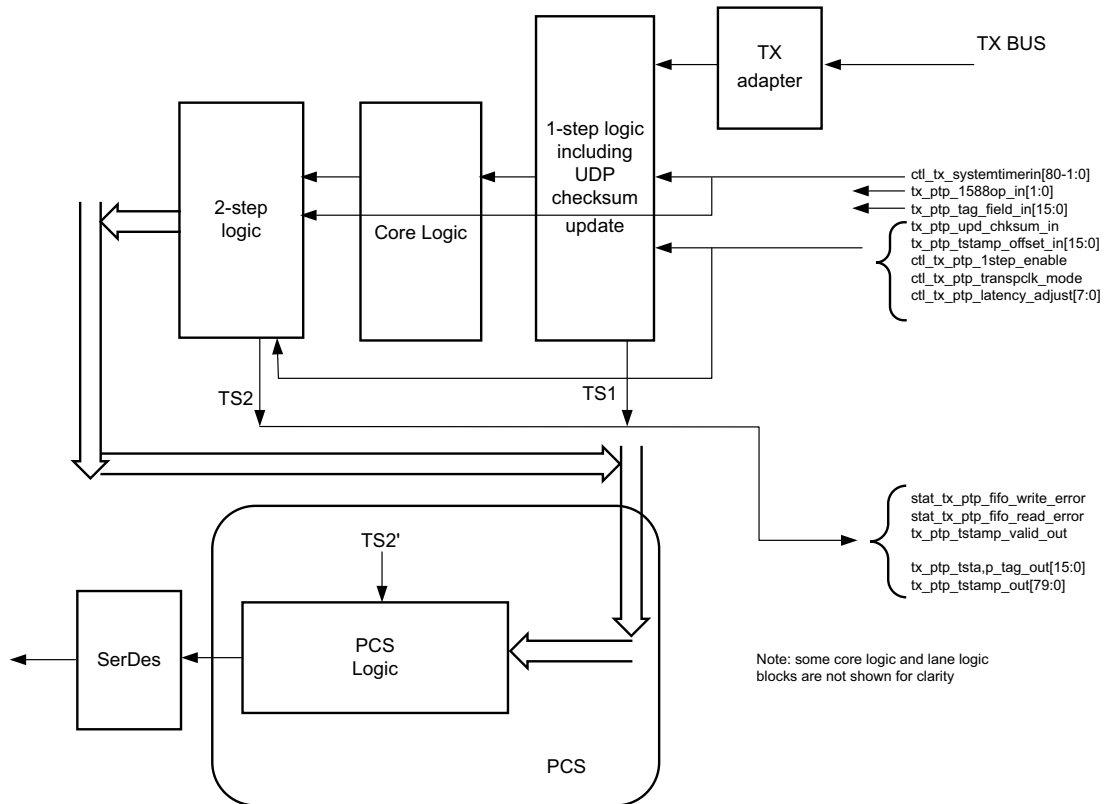 TX
adapter
TX BUS
1-step logic
including
UDP
checksum
update
Core Logic
2-step
logic
ctl_tx_systemtimerin[80-1:0]
tx_ptp_1588op_in[1:0]
tx_ptp_tag_field_in[15:0]
tx_ptp_upd_chksum_in
tx_ptp_tstamp_offset_in[15:0]
ctl_tx_ptp_1step_enable
ctl_tx_ptp_transpclk_mode
ctl_tx_ptp_latency_adjust[7:0]
TS2
TS1
stat_tx_ptp_fifo_write_error
stat_tx_ptp_fifo_read_error
tx_ptp_tstamp_valid_out
tx_ptp_tsta,p_tag_out[15:0]
tx_ptp_tstamp_out[79:0]
TS2'
PCS
Logic
SerDes
PCS
Note: some core logic and lane logic
blocks are not shown for clarity